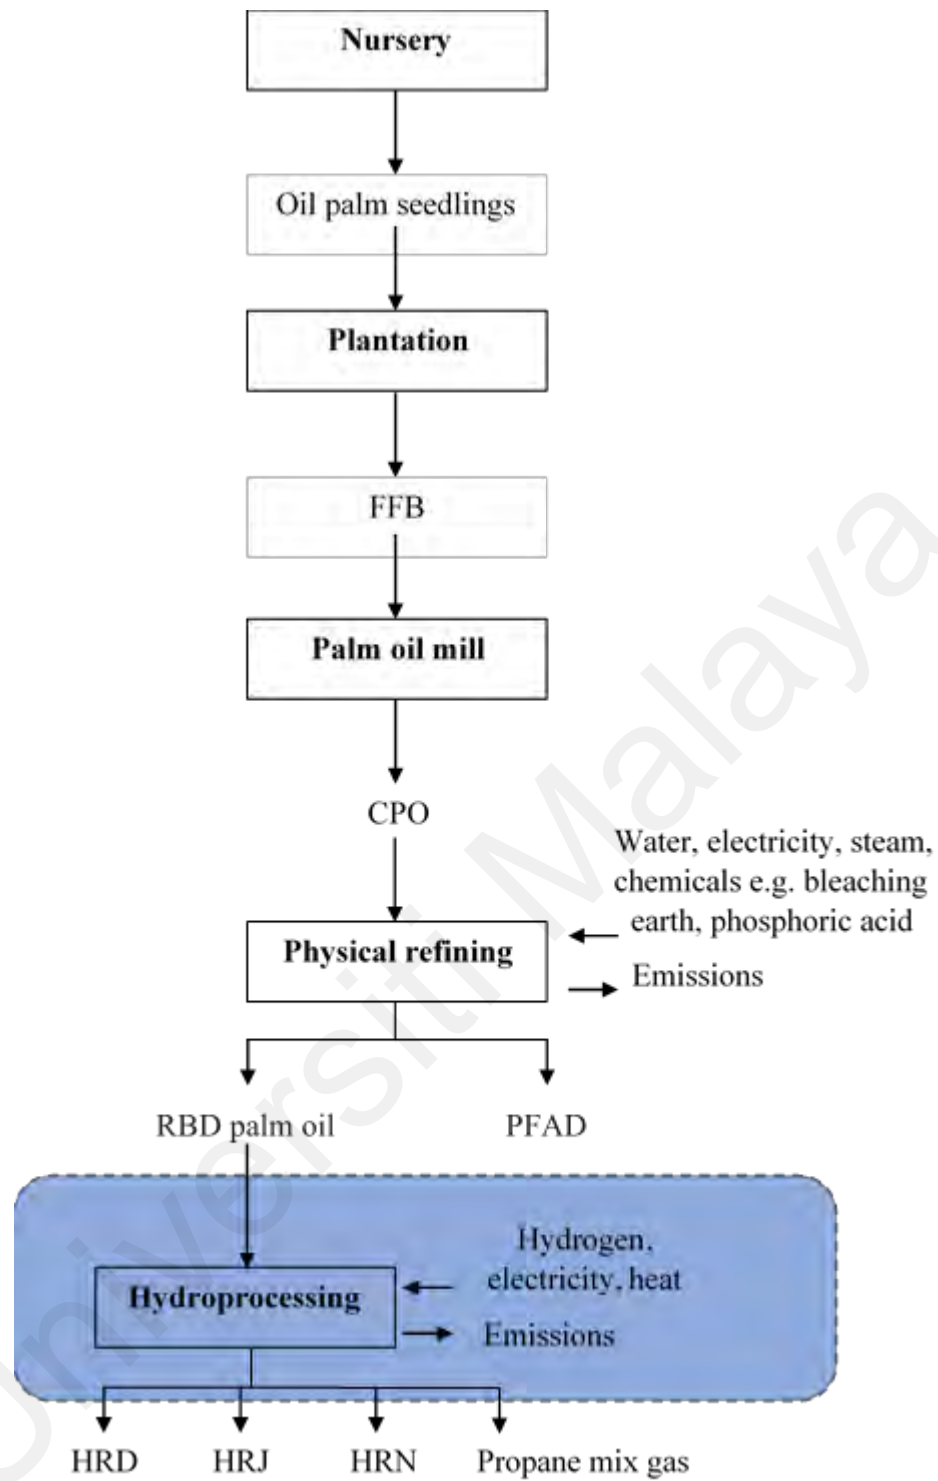 Nursery
Oil palm seedlings
Plantation
FFB
Palm oil mill
CPO
Water, electricity, steam,
chemicals e.g. bleaching
earth, phosphoric acid
Physical refining
Emissions
RBD palm oil
PFAD
Hydrogen,
electricity, heat
Hydroprocessing
Emissions
HRD
HRJ
HRN
Propane mix gas
Universiti Malaya